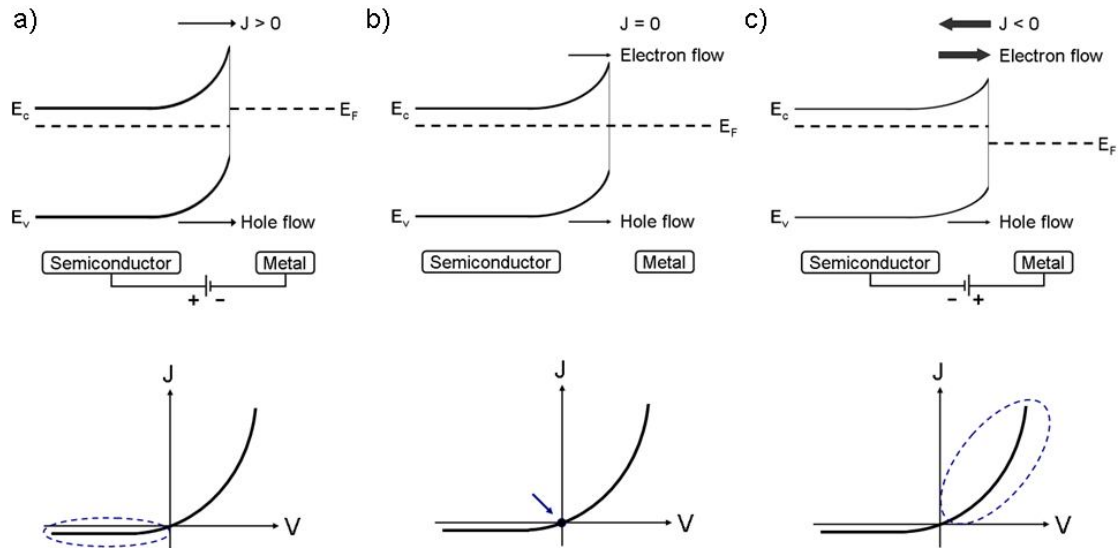 a)
J > 0
E_c
E_F
E_v
Hole flow
Semiconductor
Metal
+ −
J
V
b)
J = 0
Electron flow
E_c
E_F
E_v
Hole flow
Semiconductor
Metal
J
V
c)
J < 0
Electron flow
E_c
E_F
E_v
Hole flow
Semiconductor
Metal
− +
J
V